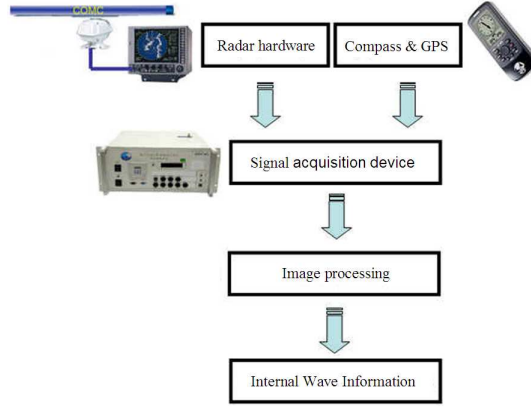 COMC
Radar hardware
Compass & GPS
Signal acquisition device
Image processing
Internal Wave Information